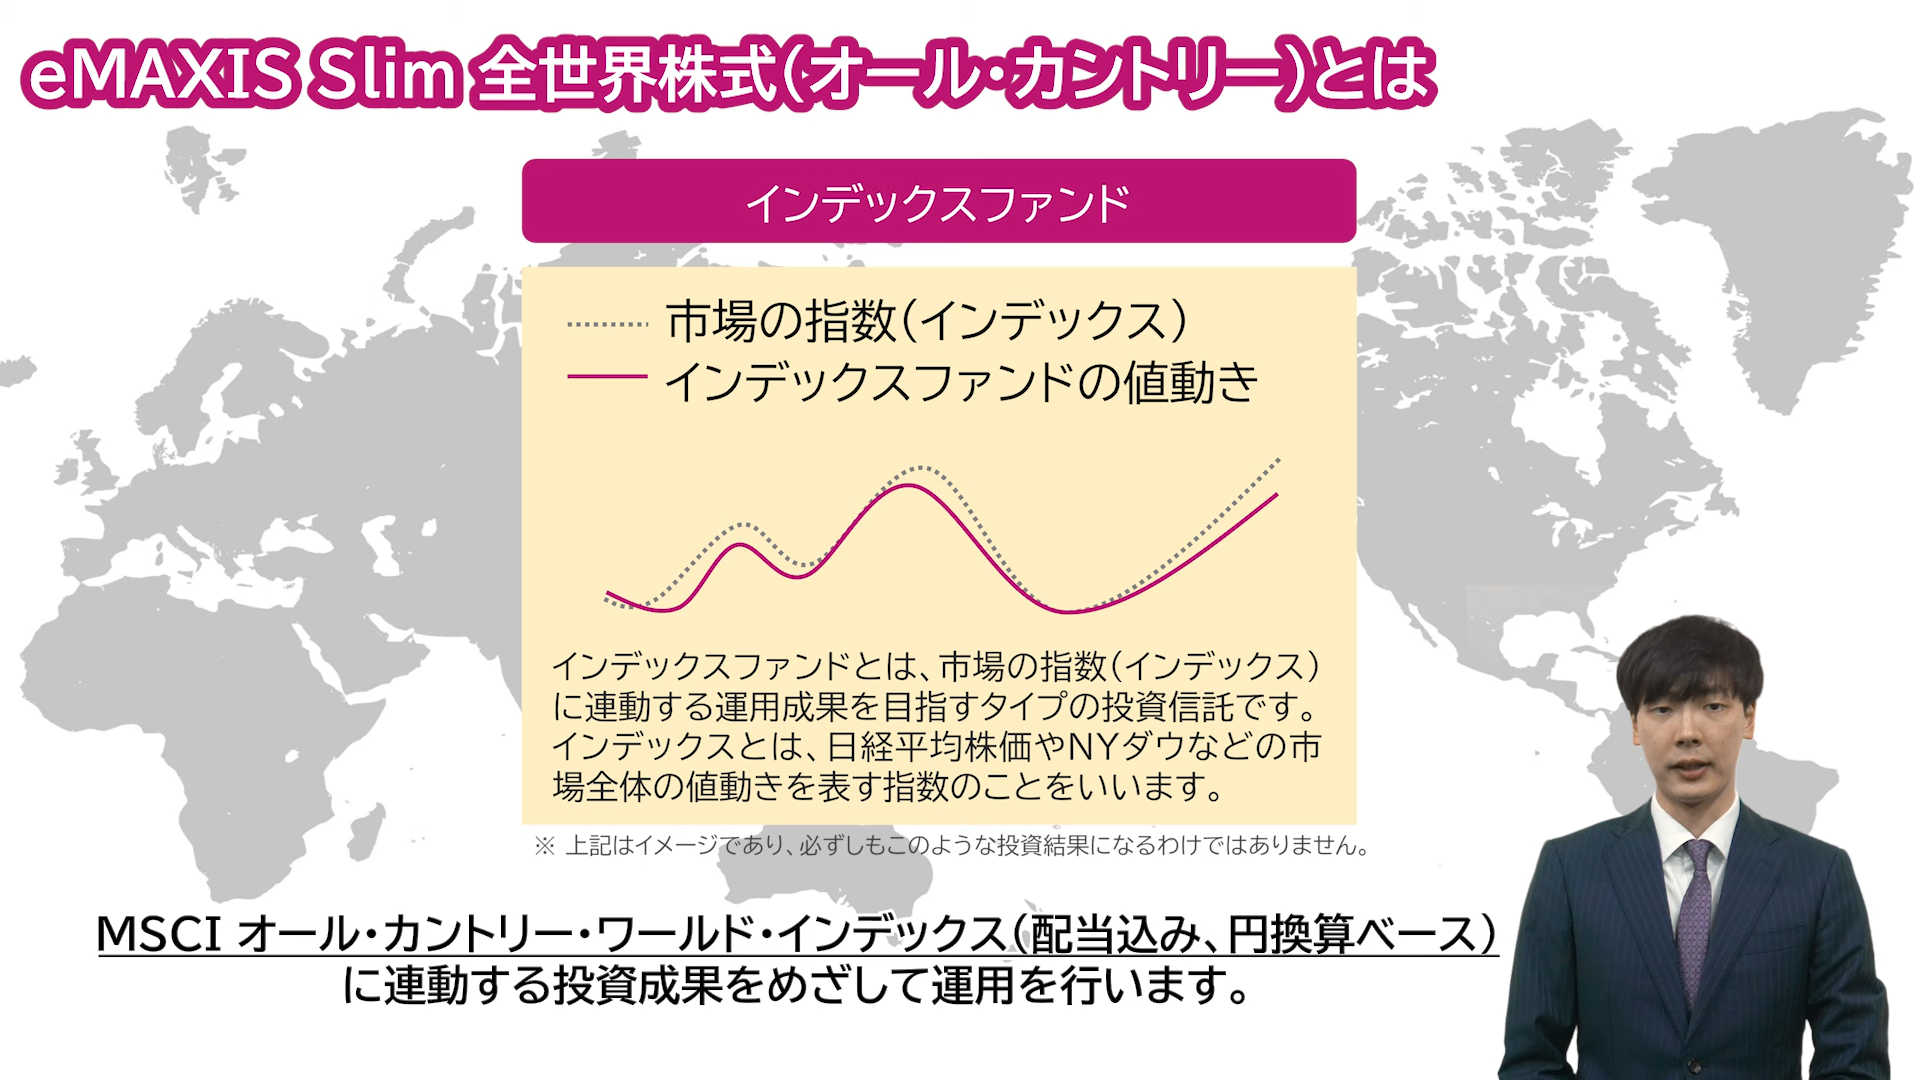 eMAXIS Slim 全世界株式(オール・カントリー)とは
インデックスファンド
市場の指数(インデックス)
インデックスファンドの値動き
インデックスファンドとは、市場の指数(インデックス)
に連動する運用成果を目指すタイプの投資信託です。
インデックスとは、日経平均株価やNYダウなどの市
場全体の値動きを表す指数のことをいいます。
※ 上記はイメージであり、必ずしもこのような投資結果になるわけではありません。
MSCI オール・カントリー・ワールド・インデックス(配当込み、円換算ベース)
に連動する投資成果をめざして運用を行います。